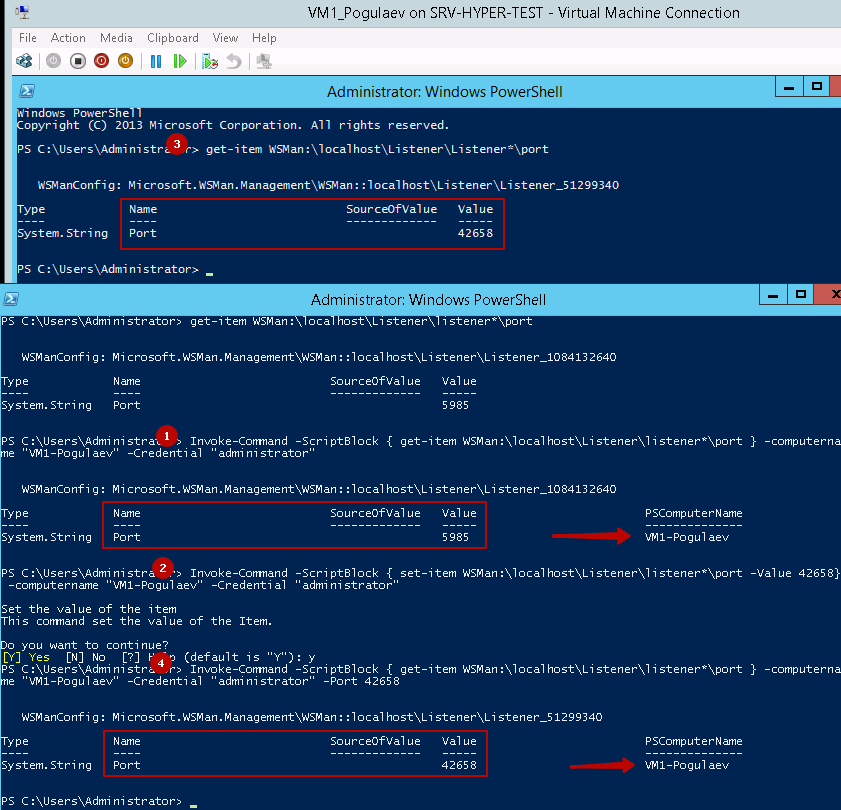 VM1_Pogulaev on SRV-HYPER-TEST - Virtual Machine Connection
File Action Media Clipboard View Help
Administrator: Windows PowerShell
Windows PowerShell
Copyright (C) 2013 Microsoft Corporation. All rights reserved.
3
PS C:\Users\Administrator> get-item WSMan:\localhost\Listener\Listener*\port
WSManConfig: Microsoft.WSMan.Management\WSMan::localhost\Listener\Listener_51299340
Type Name SourceOfValue Value
---- ---- ------------- -----
System.String Port 42658
PS C:\Users\Administrator> _
Administrator: Windows PowerShell
PS C:\Users\Administrator> get-item WSMan:\localhost\Listener\listener*\port
WSManConfig: Microsoft.WSMan.Management\WSMan::localhost\Listener\Listener_1084132640
Type Name SourceOfValue Value
---- ---- ------------- -----
System.String Port 5985
1
PS C:\Users\Administrator> Invoke-Command -ScriptBlock { get-item WSMan:\localhost\Listener\listener*\port } -computerna
me "VM1-Pogulaev" -Credential "administrator"
WSManConfig: Microsoft.WSMan.Management\WSMan::localhost\Listener\Listener_1084132640
Type Name SourceOfValue Value PSComputerName
---- ---- ------------- ----- --------------
System.String Port 5985 VM1-Pogulaev
2
PS C:\Users\Administrator> Invoke-Command -ScriptBlock { set-item WSMan:\localhost\Listener\listener*\port -Value 42658}
-computername "VM1-Pogulaev" -Credential "administrator"
Set the value of the item
This command set the value of the Item.
Do you want to continue?
[Y] Yes [N] No [?] Help (default is "Y"): y
4
PS C:\Users\Administrator> Invoke-Command -ScriptBlock { get-item WSMan:\localhost\Listener\listener*\port } -computerna
me "VM1-Pogulaev" -Credential "administrator" -Port 42658
WSManConfig: Microsoft.WSMan.Management\WSMan::localhost\Listener\Listener_51299340
Type Name SourceOfValue Value PSComputerName
---- ---- ------------- ----- --------------
System.String Port 42658 VM1-Pogulaev
PS C:\Users\Administrator> _